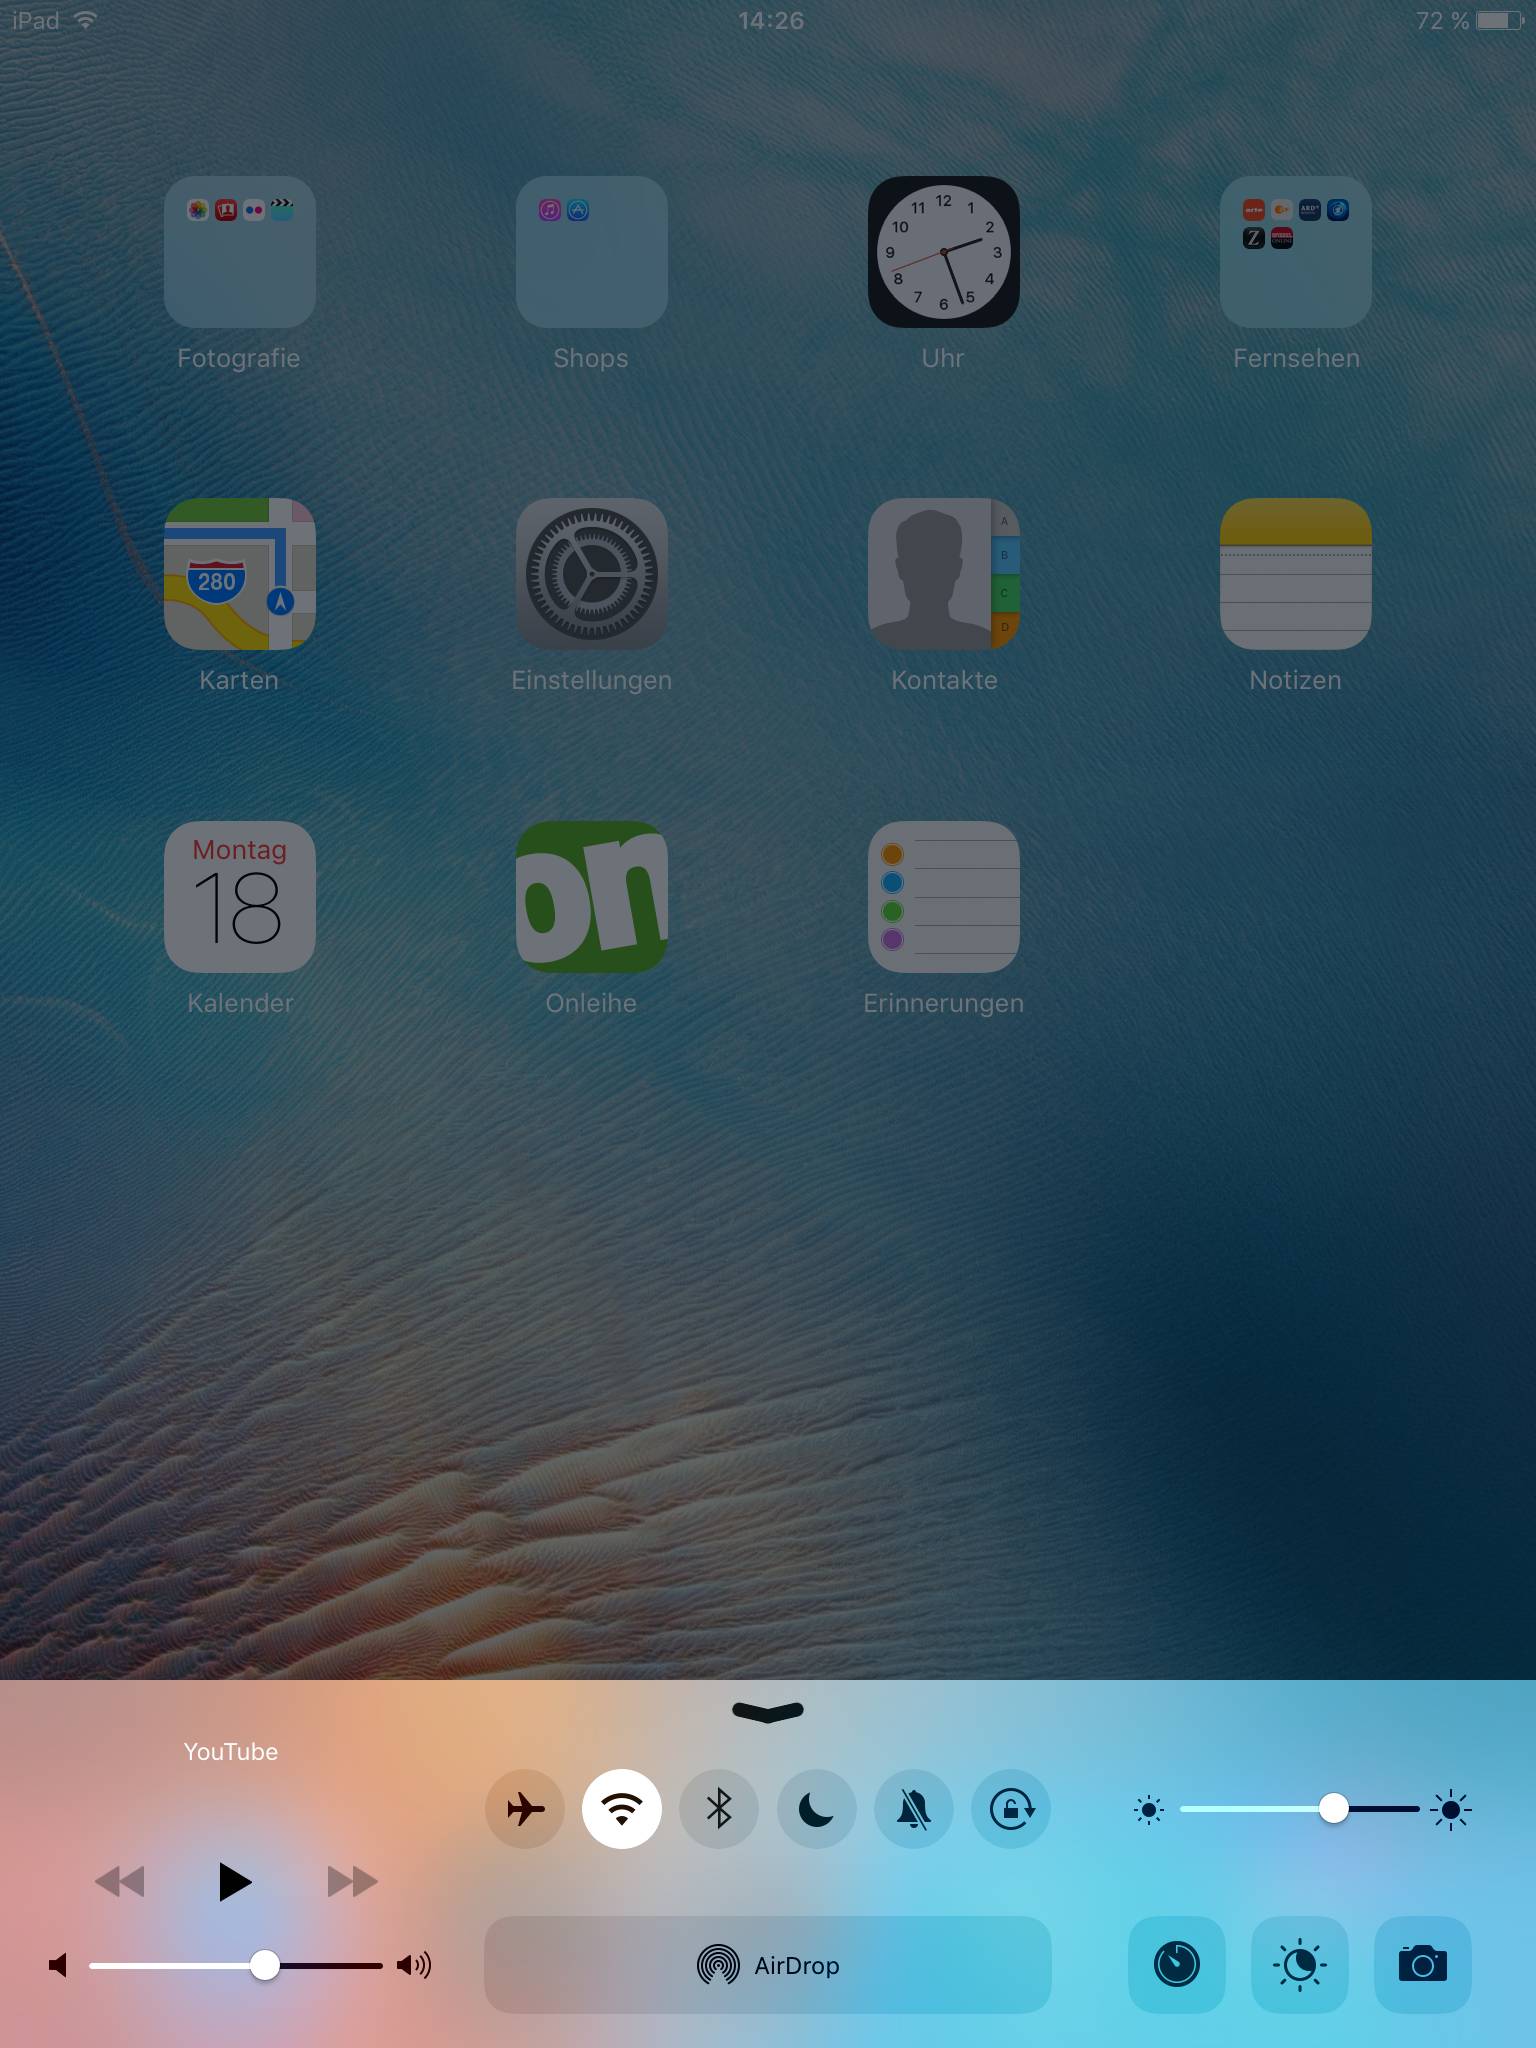 iPad 14:26 72 %
12
11 1
10 2
9 3
8 4
7 5
6
Fotografie Shops Uhr Fernsehen
280
A
B
C
D
Karten Einstellungen Kontakte Notizen
Montag
18
on
Kalender Onleihe Erinnerungen
YouTube
AirDrop